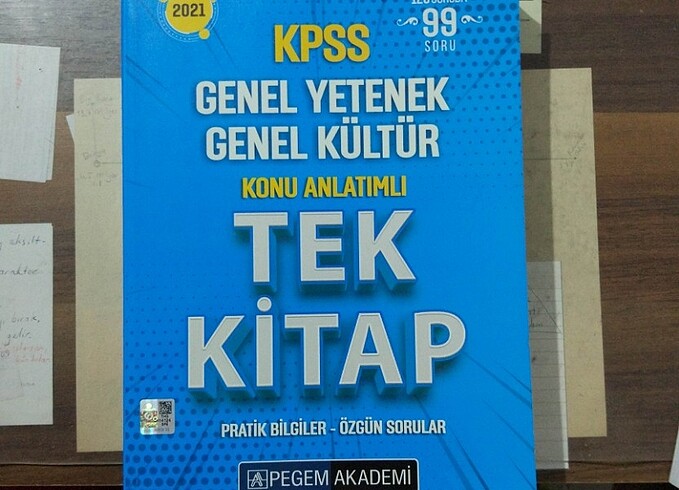 2021
99
SORU
KPSS
GENEL YETENEK
GENEL KÜLTÜR
KONU ANLATIMLI
TEK
KİTAP
PRATİK BİLGİLER - ÖZGÜN SORULAR
PEGEM AKADEMİ